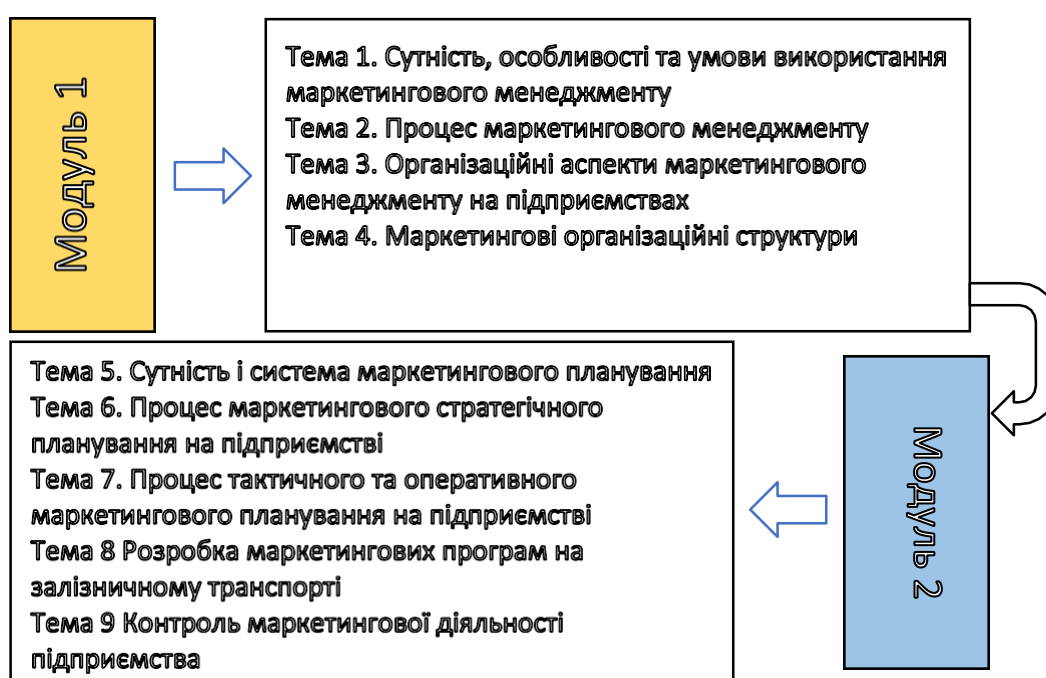 Модуль 1
Тема 1. Сутність, особливості та умови використання
маркетингового менеджменту
Тема 2. Процес маркетингового менеджменту
Тема 3. Організаційні аспекти маркетингового
менеджменту на підприємствах
Тема 4. Маркетингові організаційні структури
Модуль 2
Тема 5. Сутність і система маркетингового планування
Тема 6. Процес маркетингового стратегічного
планування на підприємстві
Тема 7. Процес тактичного та оперативного
маркетингового планування на підприємстві
Тема 8 Розробка маркетингових програм на
залізничному транспорті
Тема 9 Контроль маркетингової діяльності
підприємства